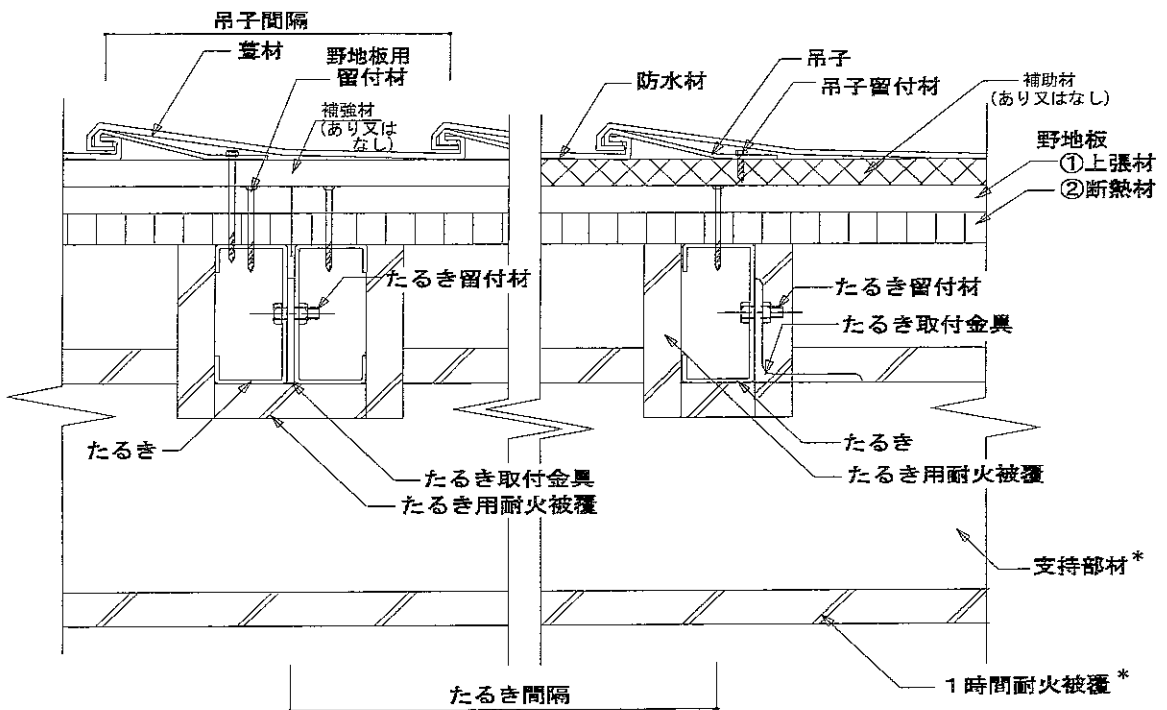 吊子間隔
葺材
野地板用
留付材
補強材
(あり又は
なし)
防水材
吊子
吊子留付材
補助材
(あり又はなし)
野地板
①上張材
②断熱材
たるき留付材
たるき留付材
たるき取付金具
たるき
たるき取付金具
たるき用耐火被覆
たるき
たるき用耐火被覆
支持部材*
たるき間隔
1時間耐火被覆*